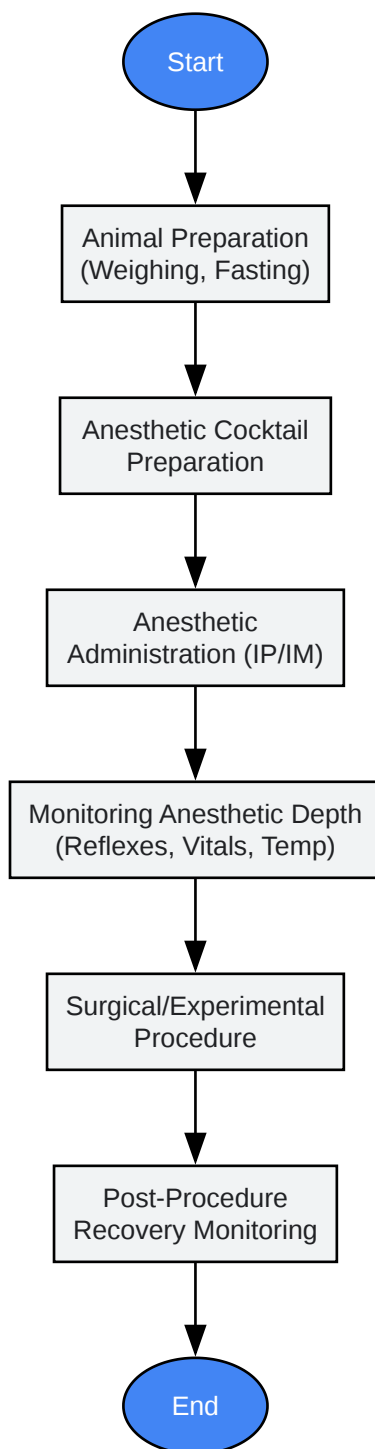 Start
Animal Preparation
(Weighing, Fasting)
Anesthetic Cocktail
Preparation
Anesthetic
Administration (IP/IM)
Monitoring Anesthetic Depth
(Reflexes, Vitals, Temp)
Surgical/Experimental
Procedure
Post-Procedure
Recovery Monitoring
End